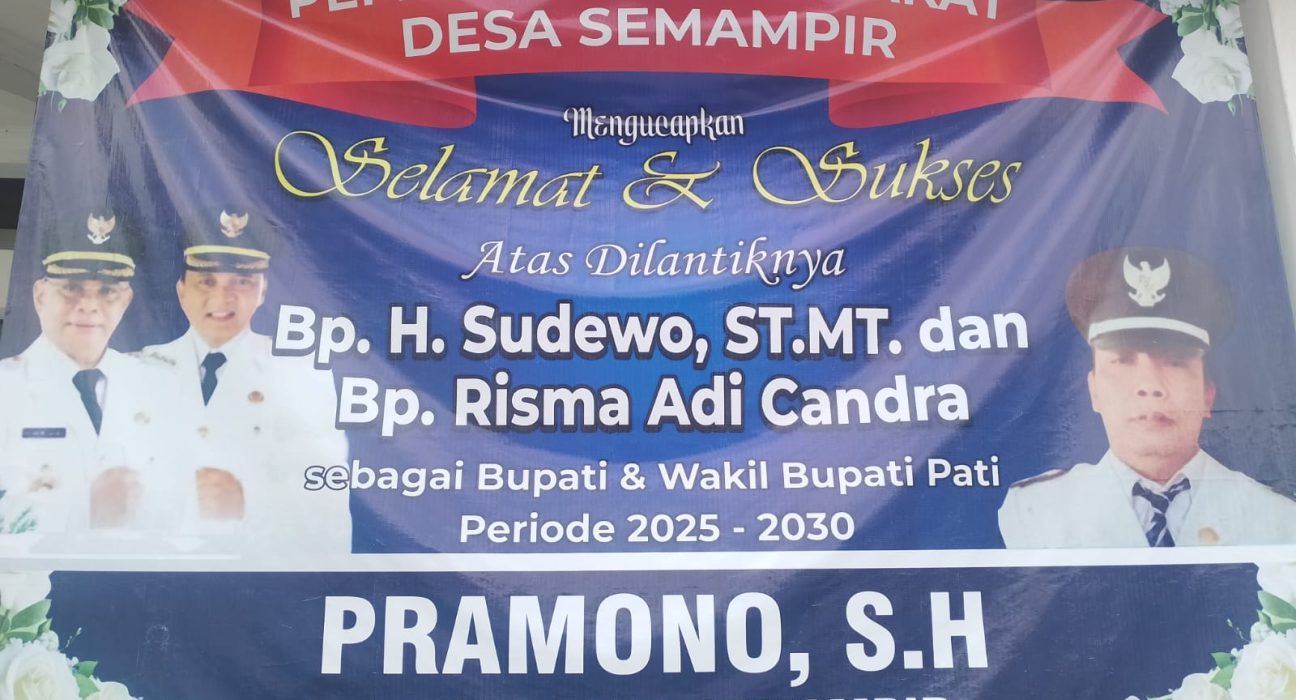 DESA SEMAMPIR
Mengucapkan
Selamat & Sukses
Atas Dilantiknya
Bp. H. Sudewo, ST.MT. dan
Bp. Risma Adi Candra
sebagai Bupati & Wakil Bupati Pati
Periode 2025 - 2030
PRAMONO, S.H